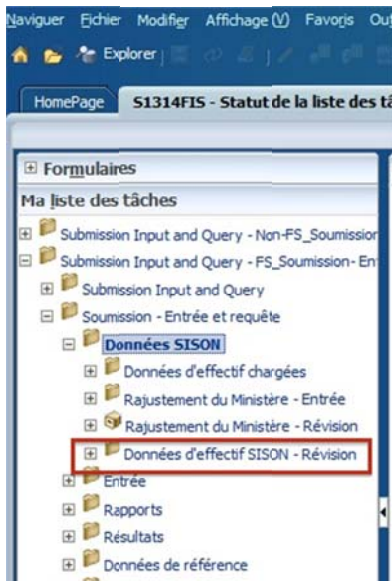 Naviguer Fichier Modifier Affichage (V) Favoris
Explorer
HomePage S1314FIS - Statut de la liste des
Formulaires
Ma liste des tâches
Submission Input and Query - Non-FS_Soumission
Submission Input and Query - FS_Soumission- En
Submission Input and Query
Soumission - Entrée et requête
Données SISON
Données d'effectif chargées
Rajustement du Ministère - Entrée
Rajustement du Ministère - Révision
Données d'effectif SISON - Révision
Entrée
Rapports
Résultats
Données de référence